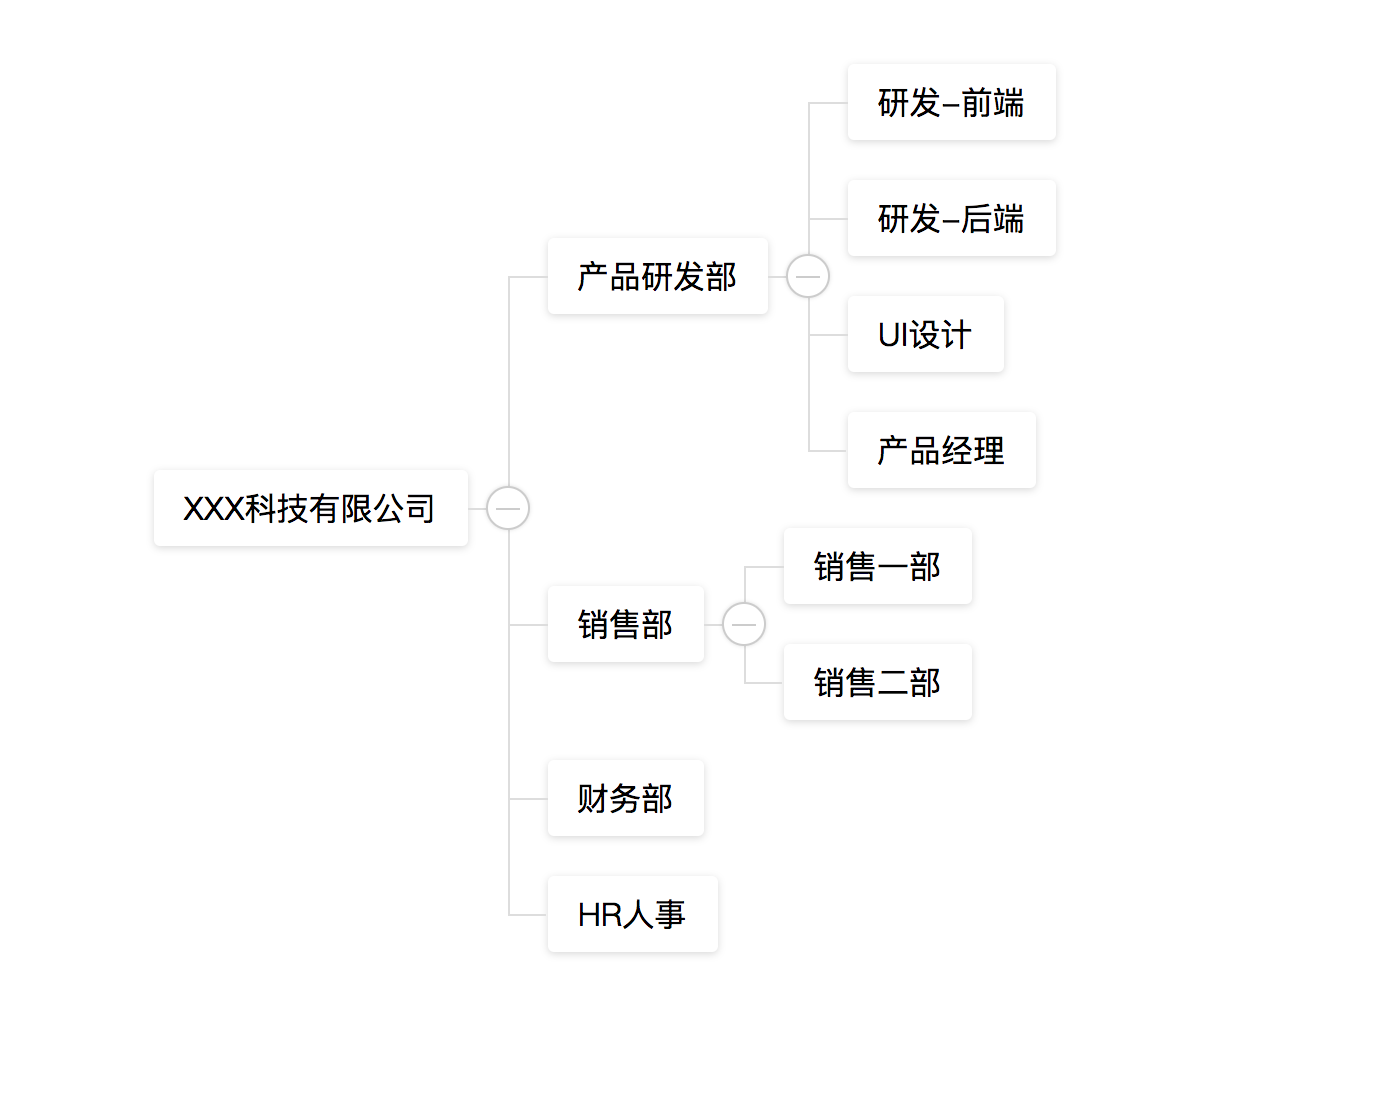 XXX科技有限公司
产品研发部
研发-前端
研发-后端
UI设计
产品经理
销售部
销售一部
销售二部
财务部
HR人事